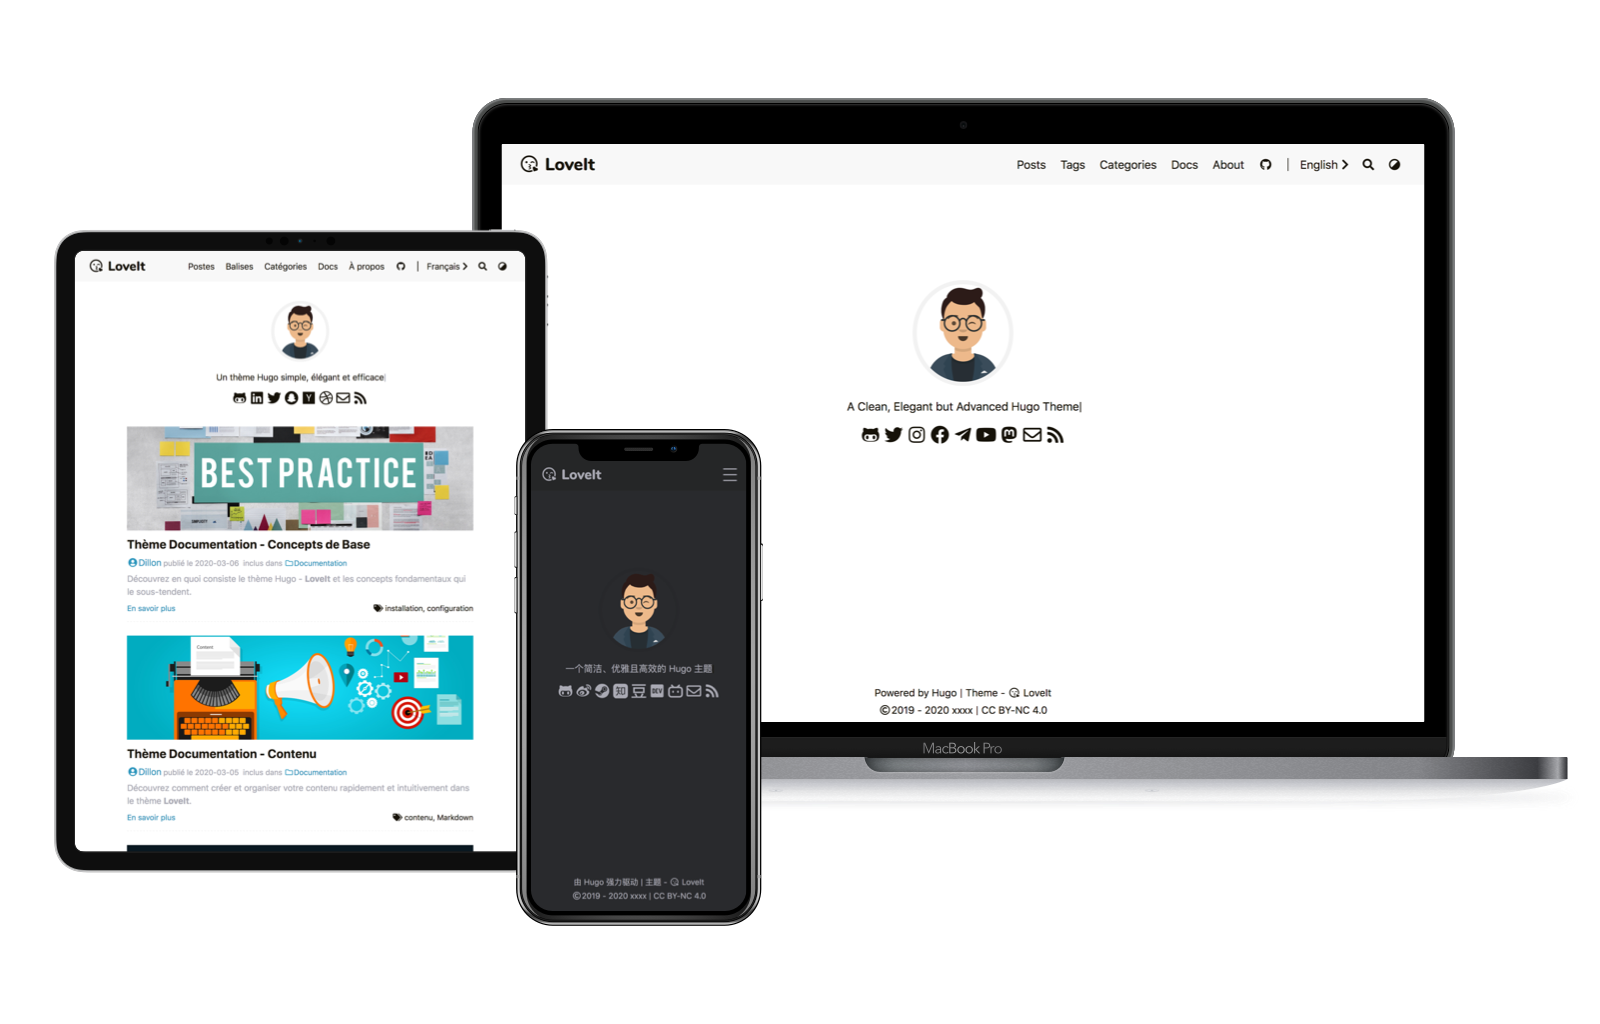 LoveIt
Posts Tags Categories Docs About | English
A Clean, Elegant but Advanced Hugo Theme|
Powered by Hugo | Theme - LoveIt
©2019 - 2020 xxxx | CC BY-NC 4.0
MacBook Pro
LoveIt
Postes Balises Catégories Docs À propos | Français
Un thème Hugo simple, élégant et efficace|
BEST PRACTICE
Thème Documentation - Concepts de Base
Dillon publié le 2020-03-06 inclus dans Documentation
Découvrez en quoi consiste le thème Hugo - LoveIt et les concepts fondamentaux qui
le sous-tendent.
En savoir plus
installation, configuration
Content
Thème Documentation - Contenu
Dillon publié le 2020-03-05 inclus dans Documentation
Découvrez comment créer et organiser votre contenu rapidement et intuitivement dans
le thème LoveIt.
En savoir plus
contenu, Markdown
LoveIt
一个简洁、优雅且高效的 Hugo 主题
知 豆 DEV
由 Hugo 强力驱动 | 主题 - LoveIt
©2019 - 2020 xxxx | CC BY-NC 4.0